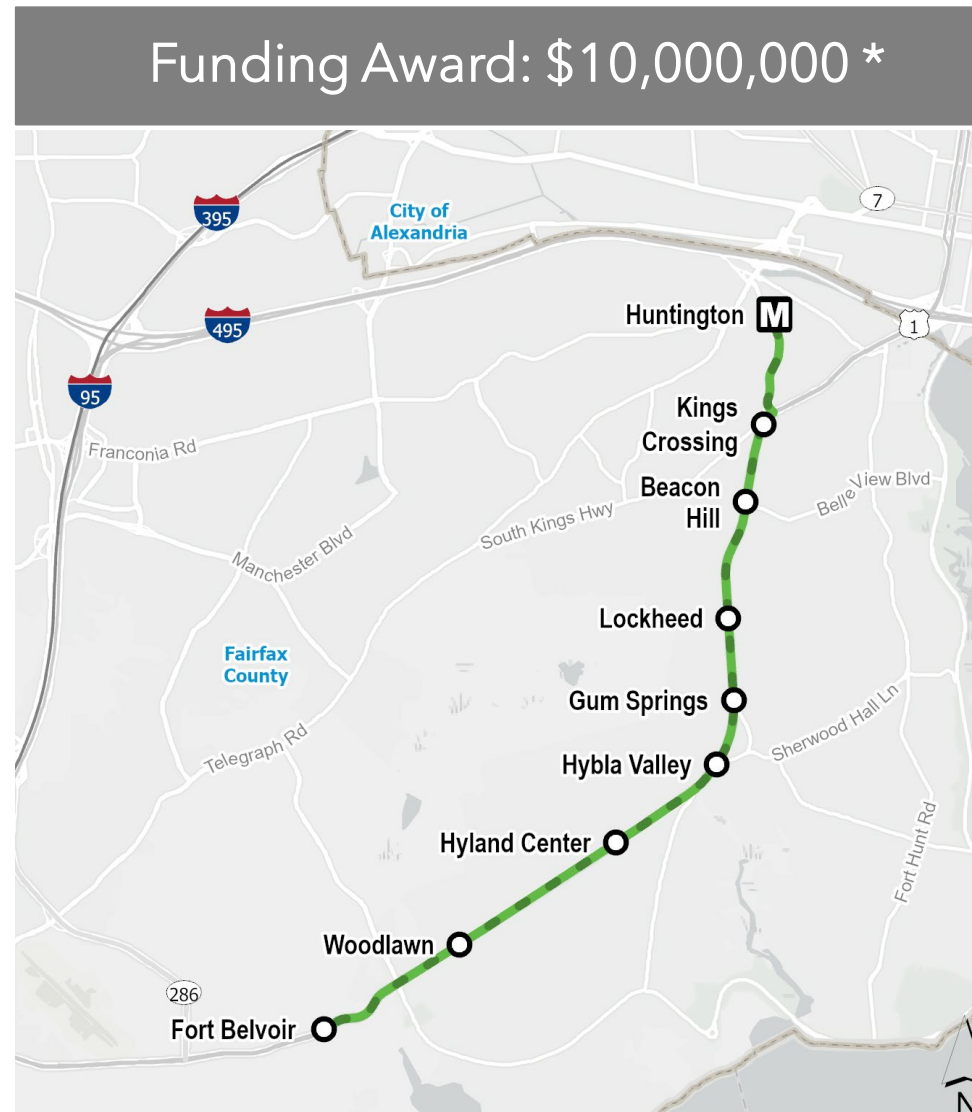 Funding Award: $10,000,000 *
7
395
City of
Alexandria
Huntington
M
495
1
95
Kings
Crossing
Franconia Rd
Beacon
Hill
Belle View Blvd
South Kings Hwy
Manchester Blvd
Lockheed
Fairfax
County
Gum Springs
Sherwood Hall Ln
Telegraph Rd
Hybla Valley
Hyland Center
Fort Hunt Rd
Woodlawn
286
Fort Belvoir
N